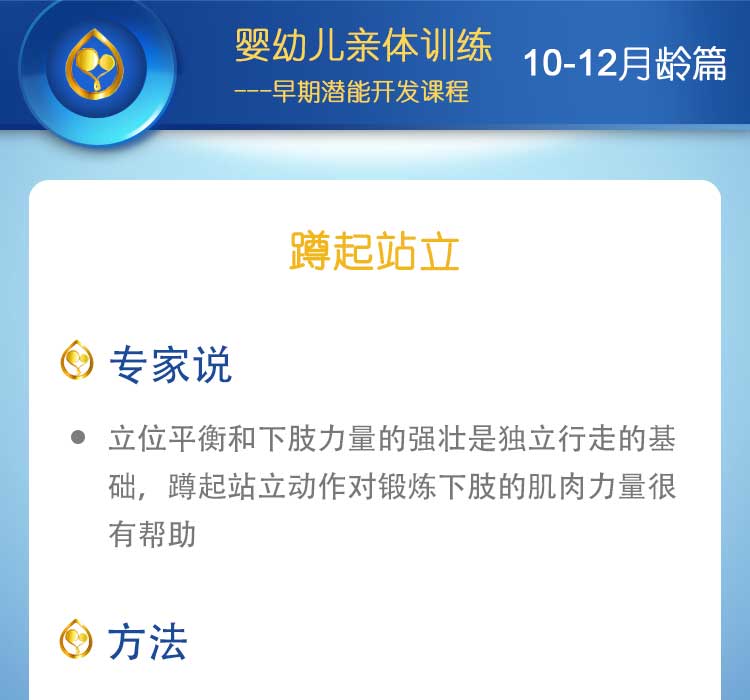 婴幼儿亲体训练
---早期潜能开发课程
10-12月龄篇
蹲起站立
专家说
● 立位平衡和下肢力量的强壮是独立行走的基
础，蹲起站立动作对锻炼下肢的肌肉力量很
有帮助
方法